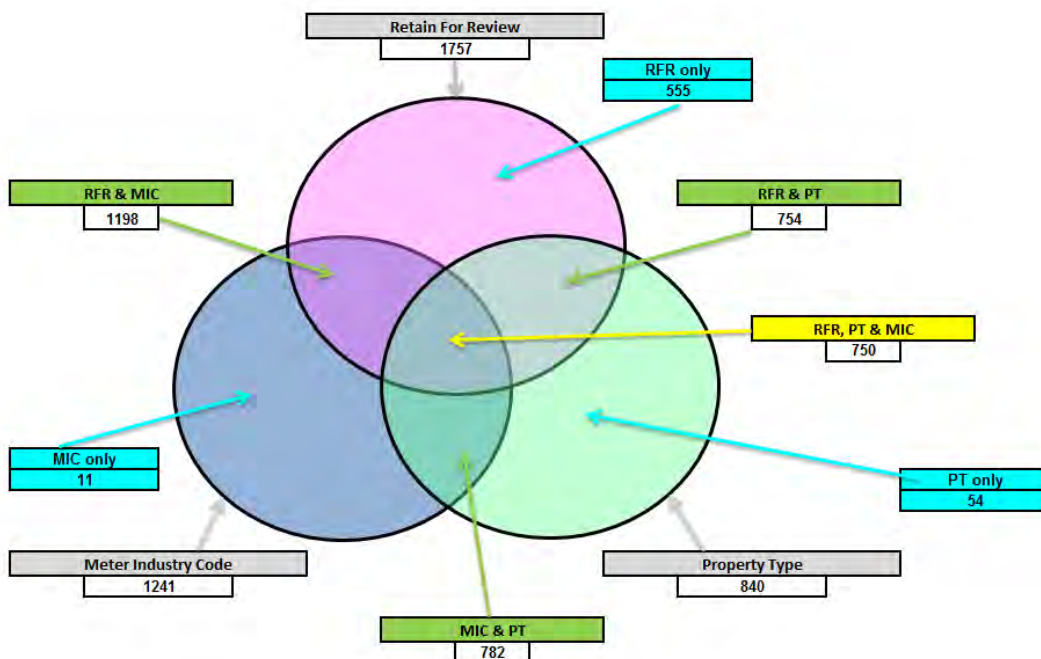 Retain For Review
1757
RFR only
555
RFR & MIC
1198
RFR & PT
754
RFR, PT & MIC
750
MIC only
11
PT only
54
Meter Industry Code
1241
Property Type
840
MIC & PT
782